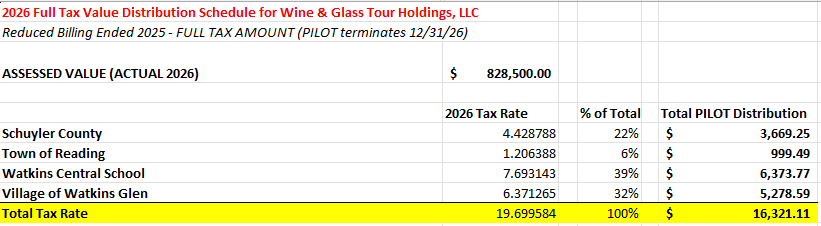 2026 Full Tax Value Distribution Schedule for Wine & Glass Tour Holdings, LLC
Reduced Billing Ended 2025 - FULL TAX AMOUNT (PILOT terminates 12/31/26)
ASSESSED VALUE (ACTUAL 2026) $ 828,500.00
2026 Tax Rate % of Total Total PILOT Distribution
Schuyler County 4.428788 22% $ 3,669.25
Town of Reading 1.206388 6% $ 999.49
Watkins Central School 7.693143 39% $ 6,373.77
Village of Watkins Glen 6.371265 32% $ 5,278.59
Total Tax Rate 19.699584 100% $ 16,321.11